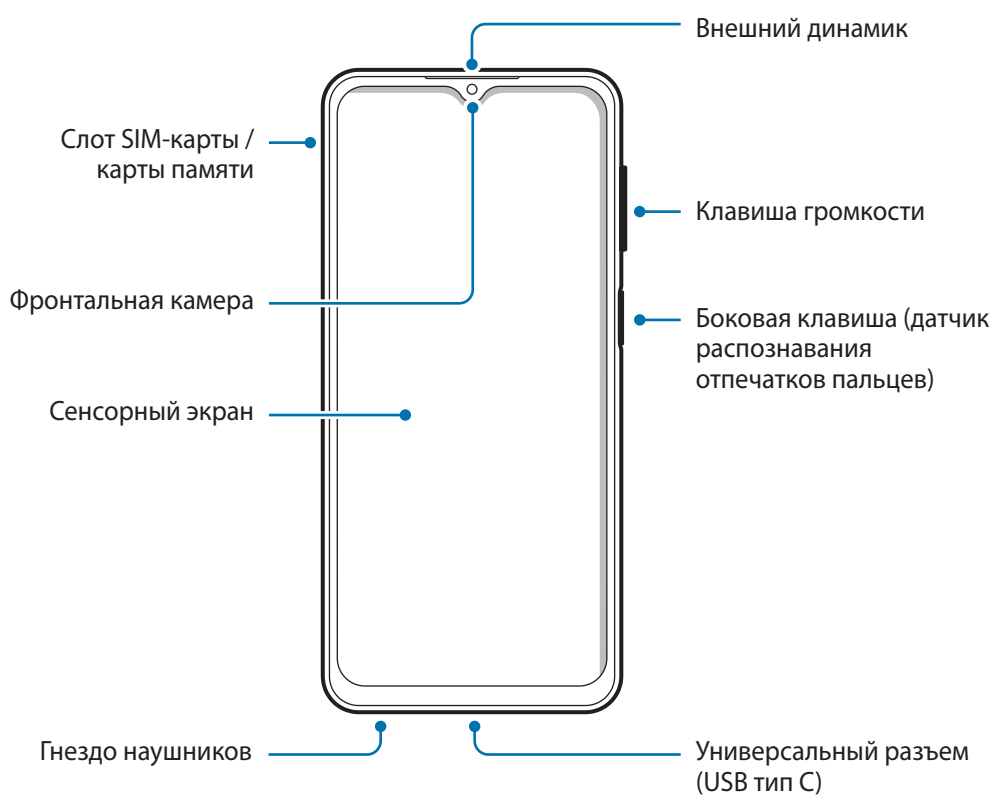 Внешний динамик
Слот SIM-карты /
карты памяти
Клавиша громкости
Фронтальная камера
Боковая клавиша (датчик
распознавания
отпечатков пальцев)
Сенсорный экран
Гнездо наушников
Универсальный разъем
(USB тип C)